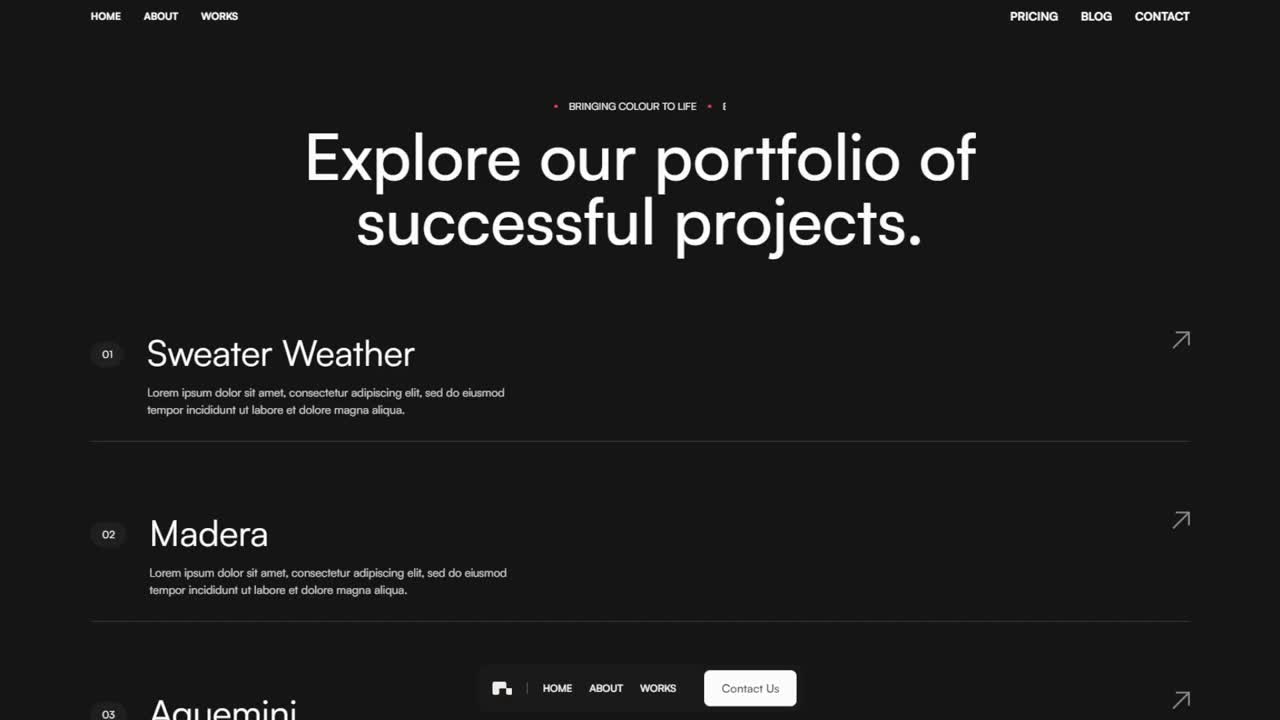 HOME ABOUT WORKS PRICING BLOG CONTACT
BRINGING COLOUR TO LIFE
Explore our portfolio of
successful projects.
01 Sweater Weather
Lorem ipsum dolor sit amet, consectetur adipiscing elit, sed do eiusmod
tempor incididunt ut labore et dolore magna aliqua.
02 Madera
Lorem ipsum dolor sit amet, consectetur adipiscing elit, sed do eiusmod
tempor incididunt ut labore et dolore magna aliqua.
03 Aquemini
HOME ABOUT WORKS Contact Us